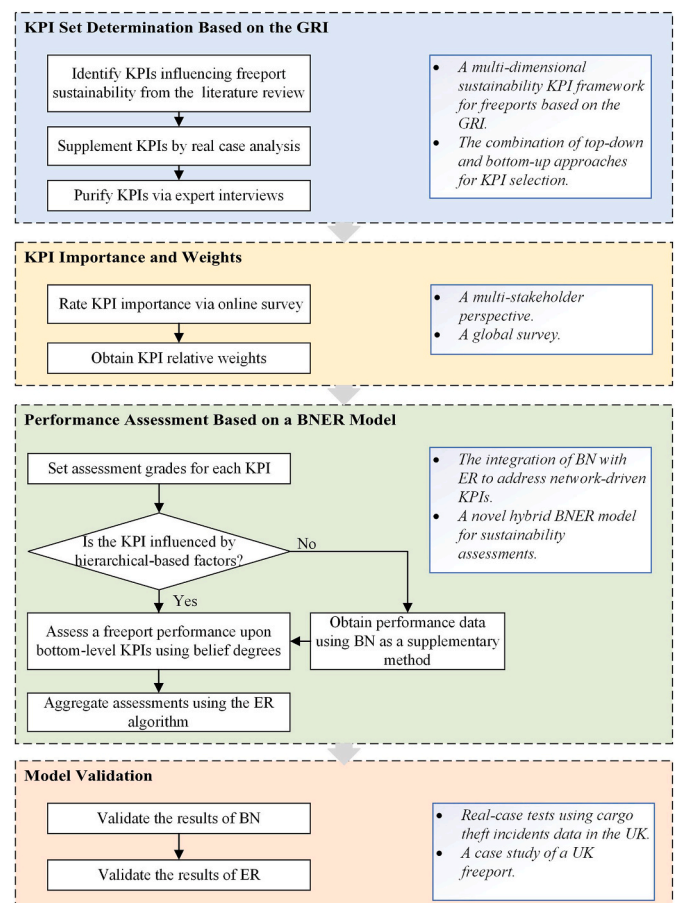 KPI Set Determination Based on the GRI
Identify KPIs influencing freeport
sustainability from the literature review
Supplement KPIs by real case analysis
Purify KPIs via expert interviews
• A multi-dimensional
sustainability KPI framework
for freeports based on the
GRI.
• The combination of top-down
and bottom-up approaches
for KPI selection.
KPI Importance and Weights
Rate KPI importance via online survey
Obtain KPI relative weights
• A multi-stakeholder
perspective.
• A global survey.
Performance Assessment Based on a BNER Model
Set assessment grades for each KPI
Is the KPI influenced by
hierarchical-based factors?
No
Yes
Assess a freeport performance upon
bottom-level KPIs using belief degrees
Obtain performance data
using BN as a supplementary
method
Aggregate assessments using the ER
algorithm
• The integration of BN with
ER to address network-driven
KPIs.
• A novel hybrid BNER model
for sustainability
assessments.
Model Validation
Validate the results of BN
Validate the results of ER
• Real-case tests using cargo
theft incidents data in the UK.
• A case study of a UK
freeport.